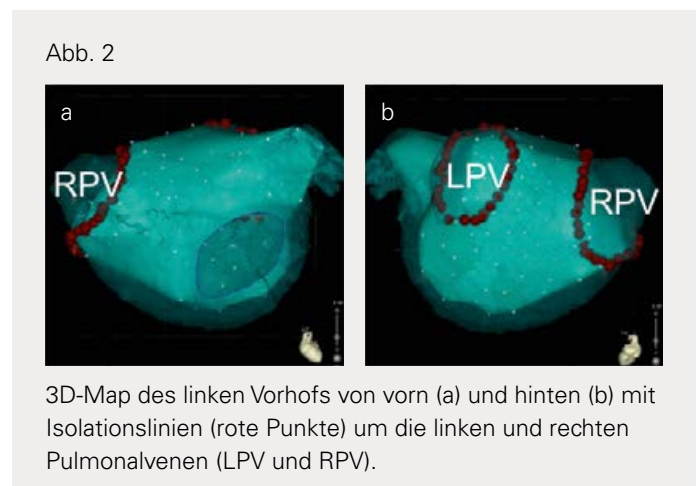 Abb. 2
a
RPV
b
LPV
RPV
3D-Map des linken Vorhofs von vorn (a) und hinten (b) mit
Isolationslinien (rote Punkte) um die linken und rechten
Pulmonalvenen (LPV und RPV).